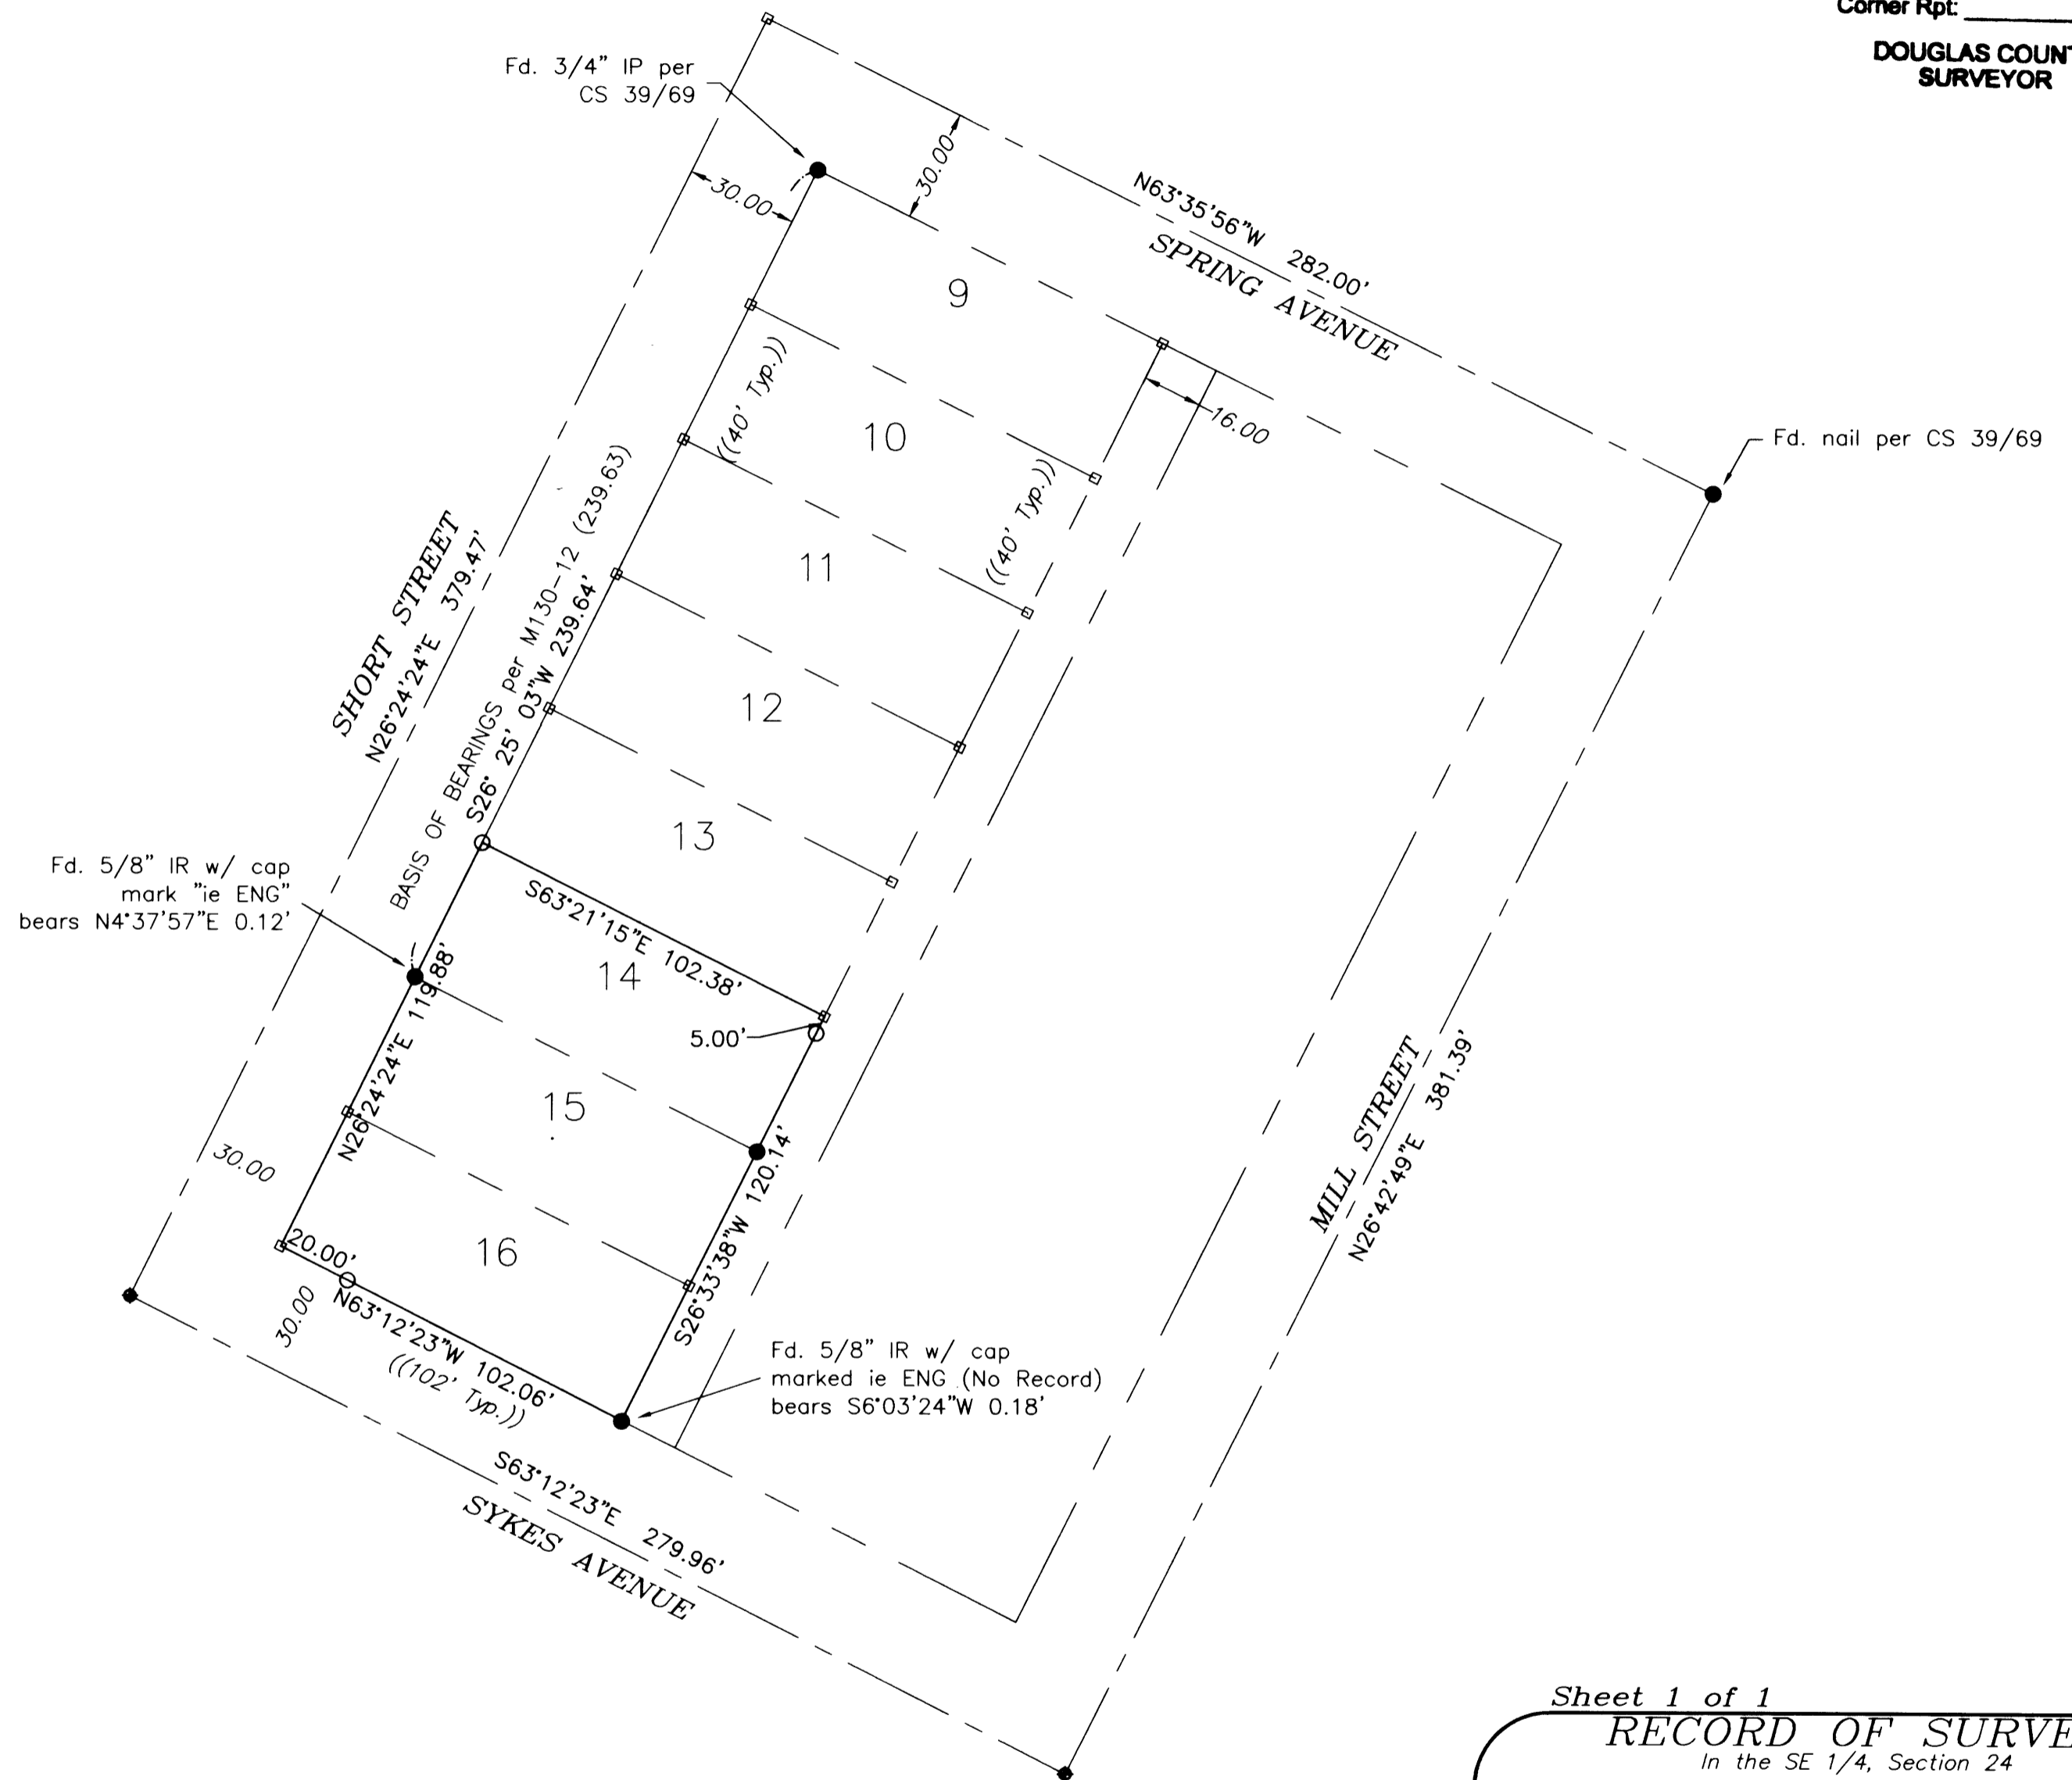 Corner Rpt:
DOUGLAS
SURVEYOR
Fd. 3/4" IP per
CS 39/69
30.00
30.00
N63°35'56"W 282.00'
SPRING AVENUE
9
16.00
Fd. nail per CS 39/69
((40' Typ.))
10
((40' Typ.))
11
SHORT STREET
N26°24'24"E 379.47'
BASIS OF BEARINGS per M130-12 (239.63)
S26° 25' 03"W 239.64'
12
13
Fd. 5/8" IR w/ cap
mark "ie ENG"
bears N4°37'57"E 0.12'
S63°21'15"E 102.38'
14
5.00'
N26°24'24"E 119.88'
15
S26°33'38"W 120.14'
MILL STREET
N26°42'49"E 381.39'
30.00
16
20.00'
30.00
N63°12'23"W 102.06'
((102' Typ.))
Fd. 5/8" IR w/ cap
marked ie ENG (No Record)
bears S6°03'24"W 0.18'
S63°12'23"E 279.96'
SYKES AVENUE
Sheet 1 of 1
RECORD OF
In the SE 1/4, Section 24